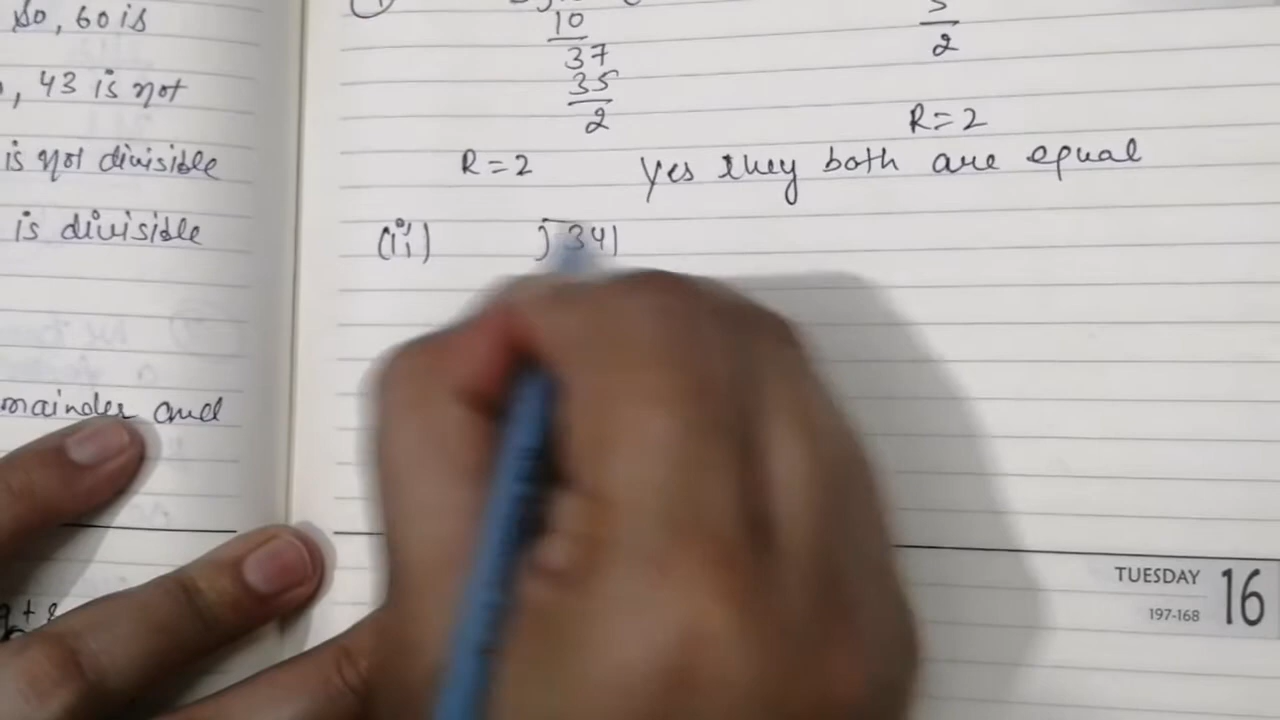 So, 60 is
, 43 is not
is not divisible
is divisible
mainder and
10
37
35
2
R = 2
2
R = 2
Yes they both are equal
(ii) 341
TUESDAY 16
197-168